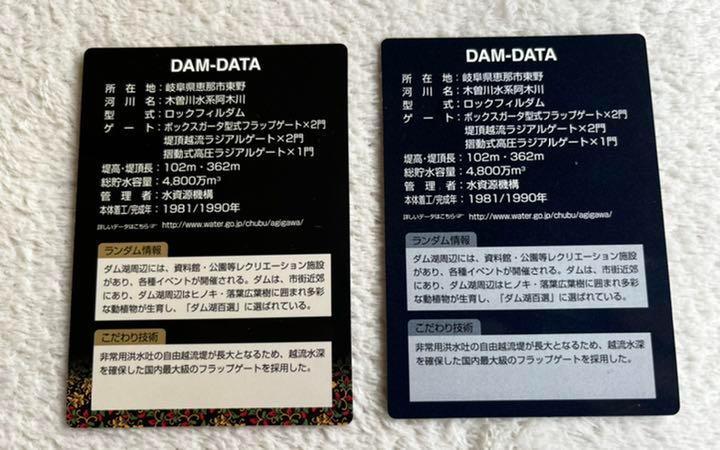 DAM-DATA
所在地：岐阜県恵那市東野
河川名：木曽川水系阿木川
型式：ロックフィルダム
ゲート：ボックスガータ型式フラップゲート×2門
堤頂越流ラジアルゲート×2門
摺動式高圧ラジアルゲート×1門
堤高・堤頂長：102m・362m
総貯水容量：4,800万m³
管理者：水資源機構
本体着工/完成年：1981/1990年
詳しいデータはこちら☞ http://www.water.go.jp/chubu/agigawa/
ランダム情報
ダム湖周辺には、資料館・公園等レクリエーション施設
があり、各種イベントが開催される。ダムは、市街近郊
にあり、ダム湖周辺はヒノキ・落葉広葉樹に囲まれ多彩
な動植物が生育し、「ダム湖百選」に選ばれている。
こだわり技術
非常用洪水吐の自由越流堤が長大となるため、越流水深
を確保した国内最大級のフラップゲートを採用した。
DAM-DATA
所在地：岐阜県恵那市東野
河川名：木曽川水系阿木川
型式：ロックフィルダム
ゲート：ボックスガータ型式フラップゲート×2門
堤頂越流ラジアルゲート×2門
摺動式高圧ラジアルゲート×1門
堤高・堤頂長：102m・362m
総貯水容量：4,800万m³
管理者：水資源機構
本体着工/完成年：1981/1990年
詳しいデータはこちら☞ http://www.water.go.jp/chubu/agigawa/
ランダム情報
ダム湖周辺には、資料館・公園等レクリエーション施設
があり、各種イベントが開催される。ダムは、市街近郊
にあり、ダム湖周辺はヒノキ・落葉広葉樹に囲まれ多彩
な動植物が生育し、「ダム湖百選」に選ばれている。
こだわり技術
非常用洪水吐の自由越流堤が長大となるため、越流水深
を確保した国内最大級のフラップゲートを採用した。